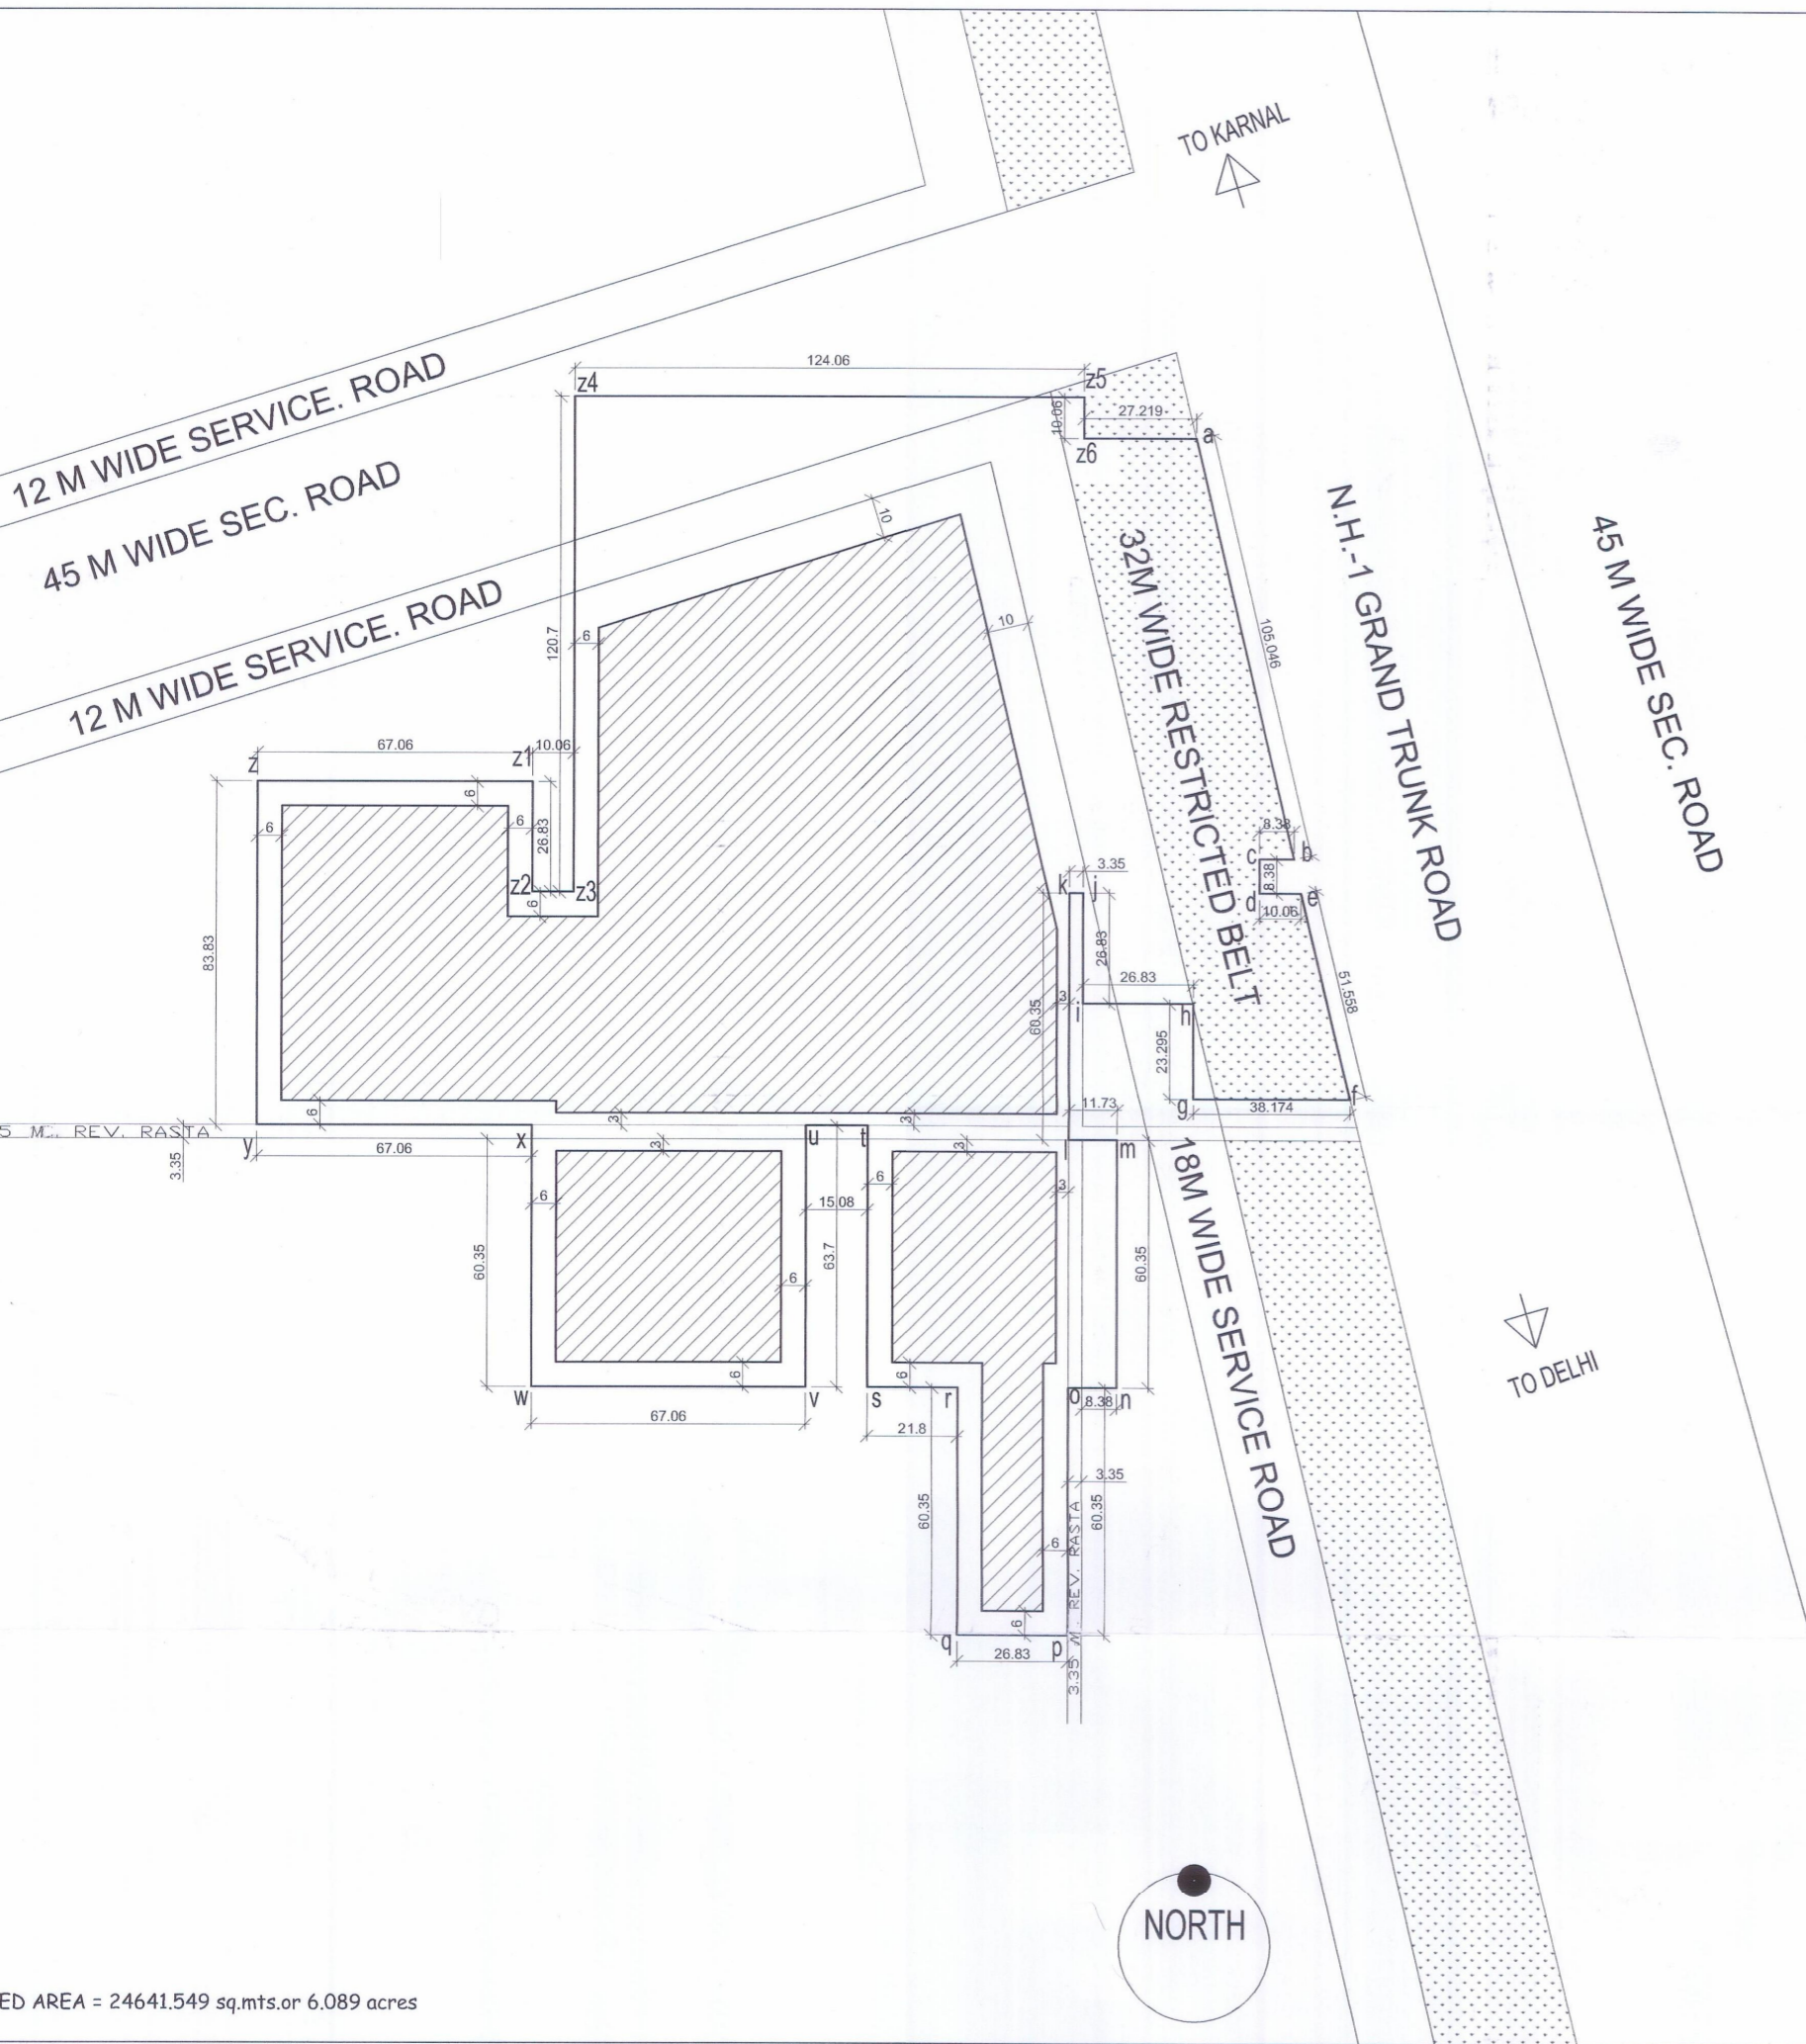 TO KARNAL
12 M WIDE SERVICE. ROAD
45 M WIDE SEC. ROAD
12 M WIDE SERVICE. ROAD
N.H.-1 GRAND TRUNK ROAD
45 M WIDE SEC. ROAD
32M WIDE RESTRICTED BELT
18M WIDE SERVICE ROAD
124.06
z4
z5
10.06
27.219
a
z6
10
10
105.046
120.7
6
67.06
z
z1
10.06
6
6
6
26.83
z2
z3
6
83.83
8.38
c
b
8.38
d
e
10.06
k
j
3.35
26.83
26.83
3
i
h
60.35
23.295
51.558
11.73
g
f
38.174
6
3
3
5 M. REV. RASTA
y
67.06
x
u
t
l
m
3.35
3
3
6
6
3
15.08
60.35
63.7
60.35
6
6
6
w
v
s
r
o
n
8.38
67.06
21.8
3.35
60.35
60.35
6
3.35 M. REV. RASTA
6
q
p
26.83
TO DELHI
NORTH
ED AREA = 24641.549 sq.mts.or 6.089 acres